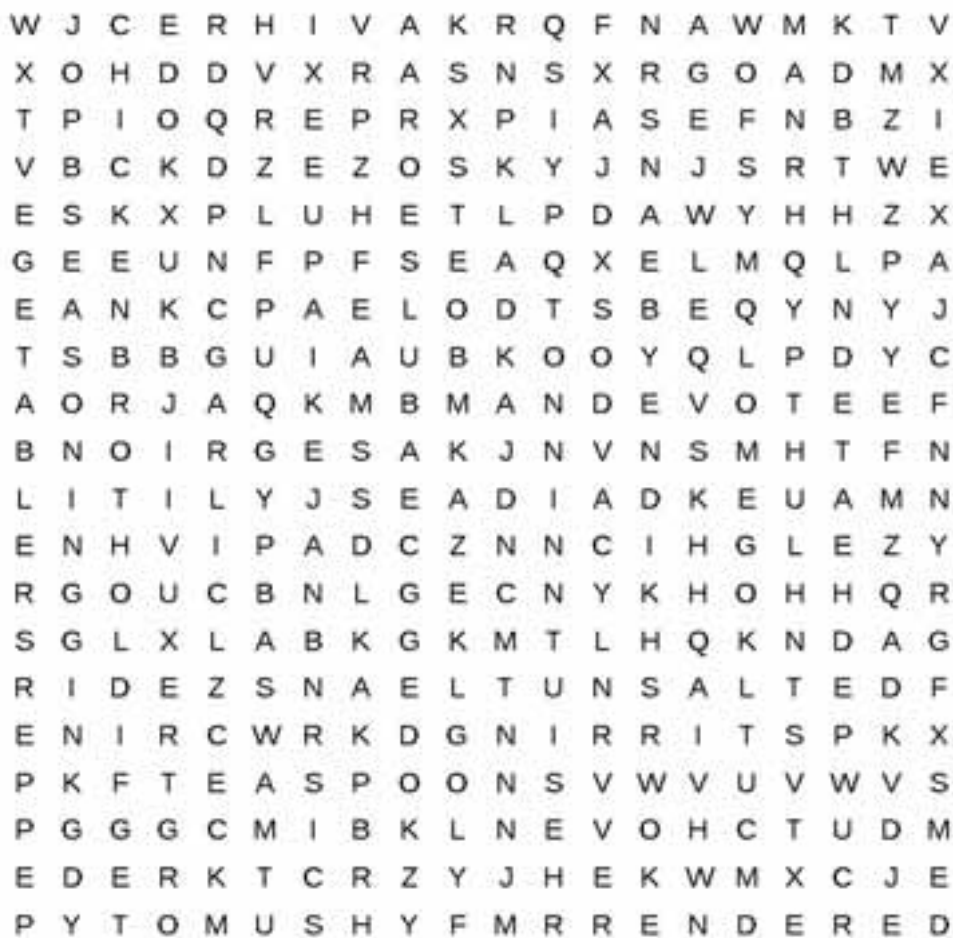 W J C E R H I V A K R Q F N A W M K T V
X O H D D V X R A S N S X R G O A D M X
T P I O Q R E P R X P I A S E F N B Z I
V B C K D Z E Z O S K Y J N J S R T W E
E S K X P L U H E T L P D A W Y H H Z X
G E E U N F P F S E A Q X E L M Q L P A
E A N K C P A E L O D T S B E Q Y N Y J
T S B B G U I A U B K O O Y Q L P D Y C
A O R J A Q K M B M A N D E V O T E E F
B N O I R G E S A K J N V N S M H T F N
L I T I L Y J S E A D I A D K E U A M N
E N H V I P A D C Z N N C I H G L E Z Y
R G O U C B N L G E C N Y K H O H H Q R
S G L X L A B K G K M T L H Q K N D A G
R I D E Z S N A E L T U N S A L T E D F
E N I R C W R K D G N I R R I T S P K X
P K F T E A S P O O N S V W V U V W V S
P G G G C M I B K L N E V O H C T U D M
E D E R K T C R Z Y J H E K W M X C J E
P Y T O M U S H Y F M R R E N D E R E D